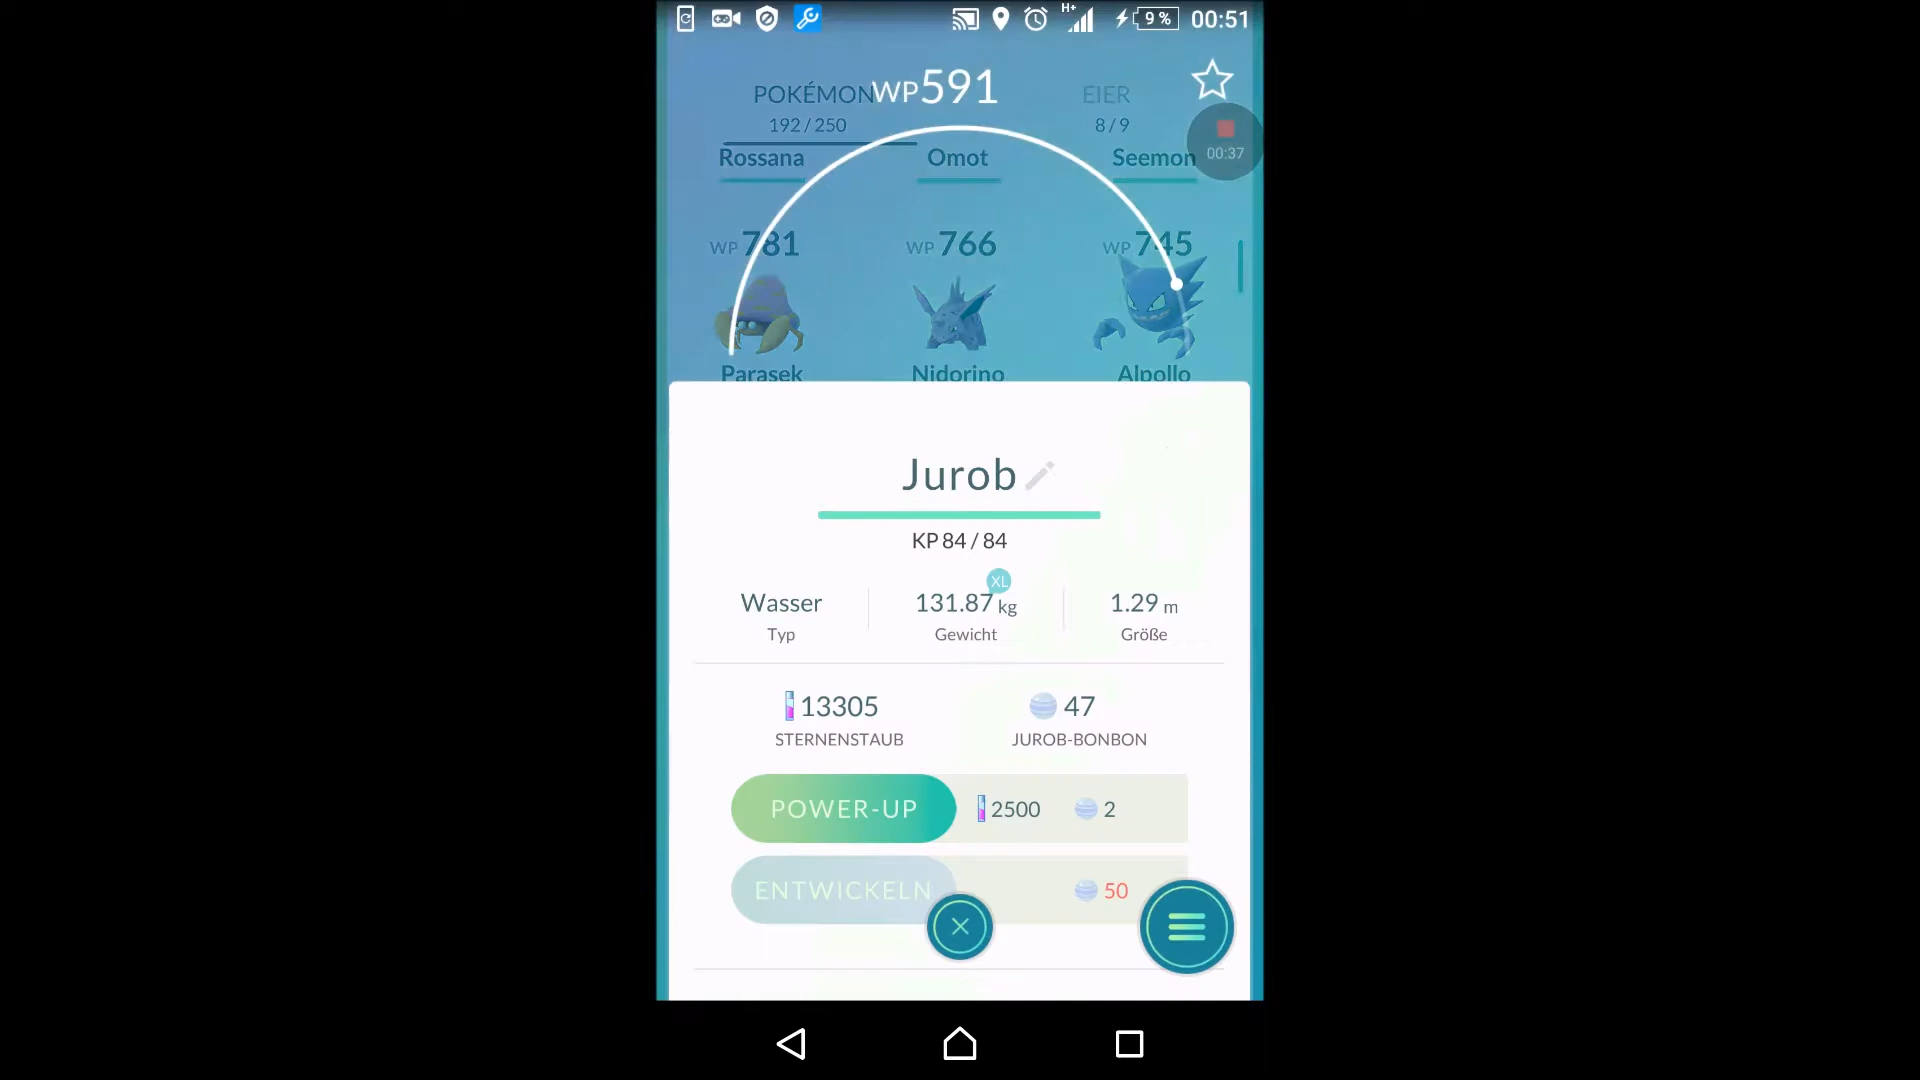 H+
9 %
00:51
WP591
POKÉMON
EIER
192 / 250
8 / 9
00:37
Rossana
Omot
Seemon
WP 781
WP 766
WP 745
Parasek
Nidorino
Alpollo
Jurob
KP 84 / 84
XL
Wasser
131.87 kg
1.29 m
Typ
Gewicht
Größe
13305
47
STERNENSTAUB
JUROB-BONBON
POWER-UP
2500
2
ENTWICKELN
50